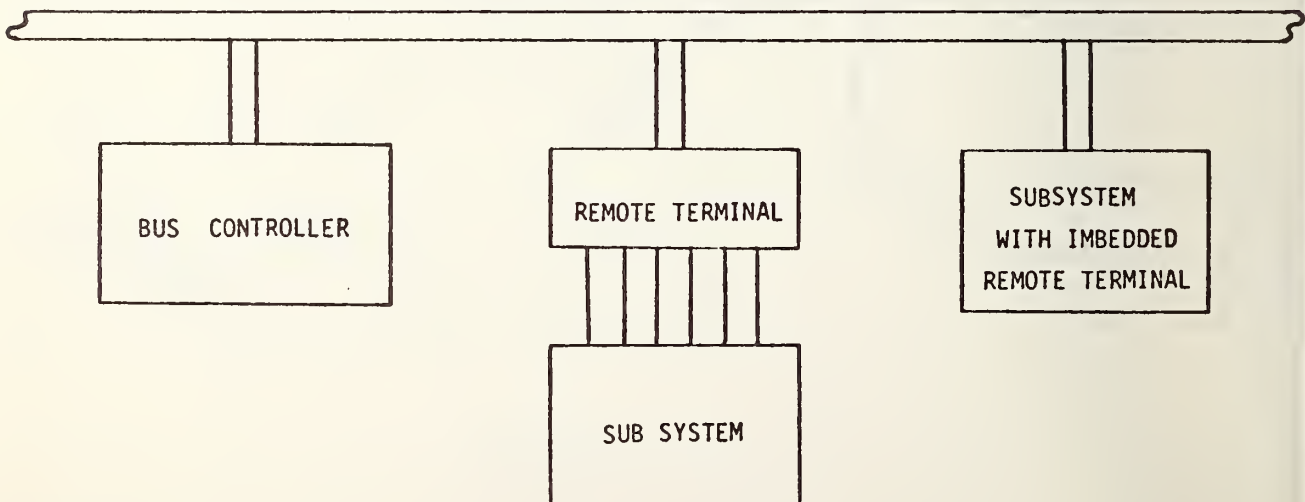 BUS CONTROLLER
REMOTE TERMINAL
SUB SYSTEM
SUBSYSTEM
WITH IMBEDDED
REMOTE TERMINAL